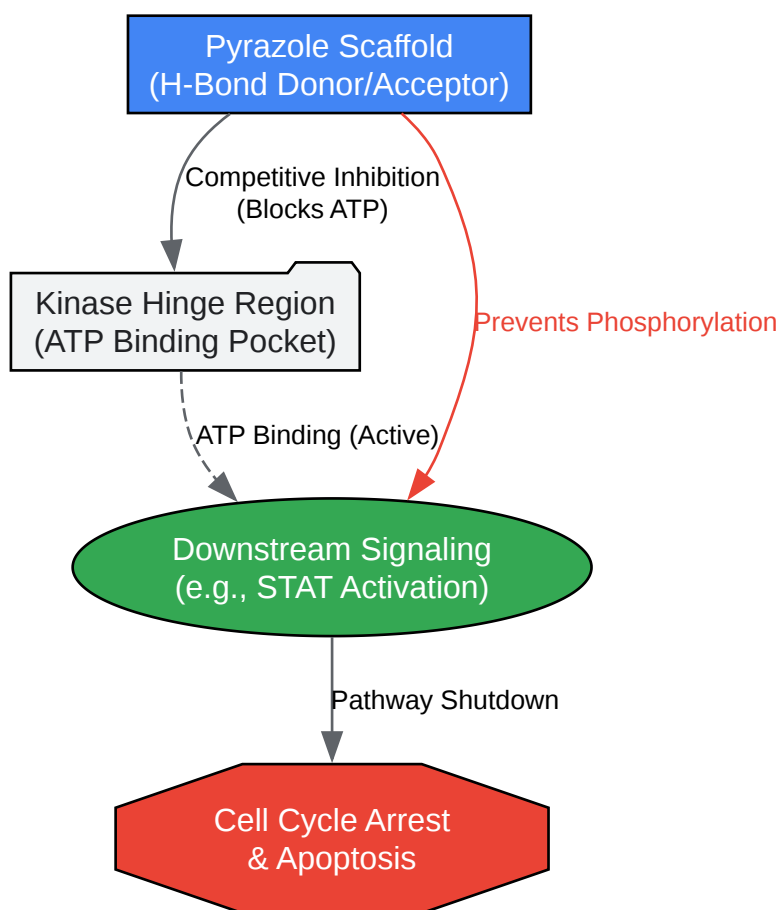 Pyrazole Scaffold
(H-Bond Donor/Acceptor)
Competitive Inhibition
(Blocks ATP)
Kinase Hinge Region
(ATP Binding Pocket)
Prevents Phosphorylation
ATP Binding (Active)
Downstream Signaling
(e.g., STAT Activation)
Pathway Shutdown
Cell Cycle Arrest
& Apoptosis